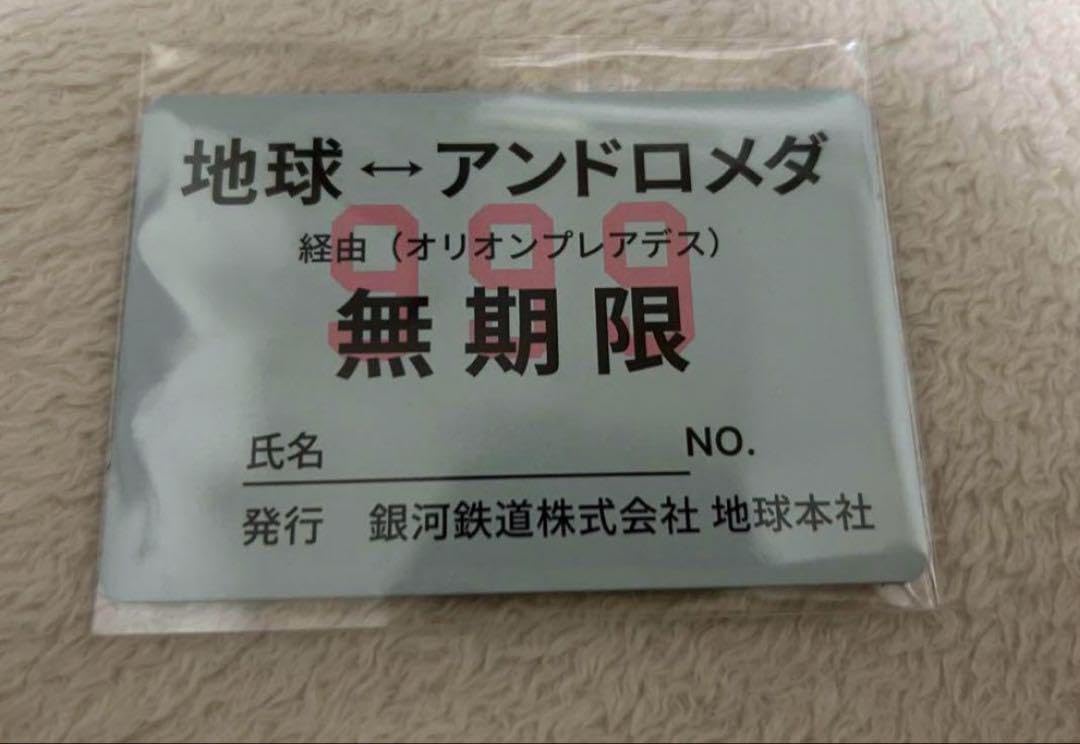 地球↔アンドロメダ
999
経由（オリオンプレアデス）
無期限
氏名 NO.
発行 銀河鉄道株式会社 地球本社